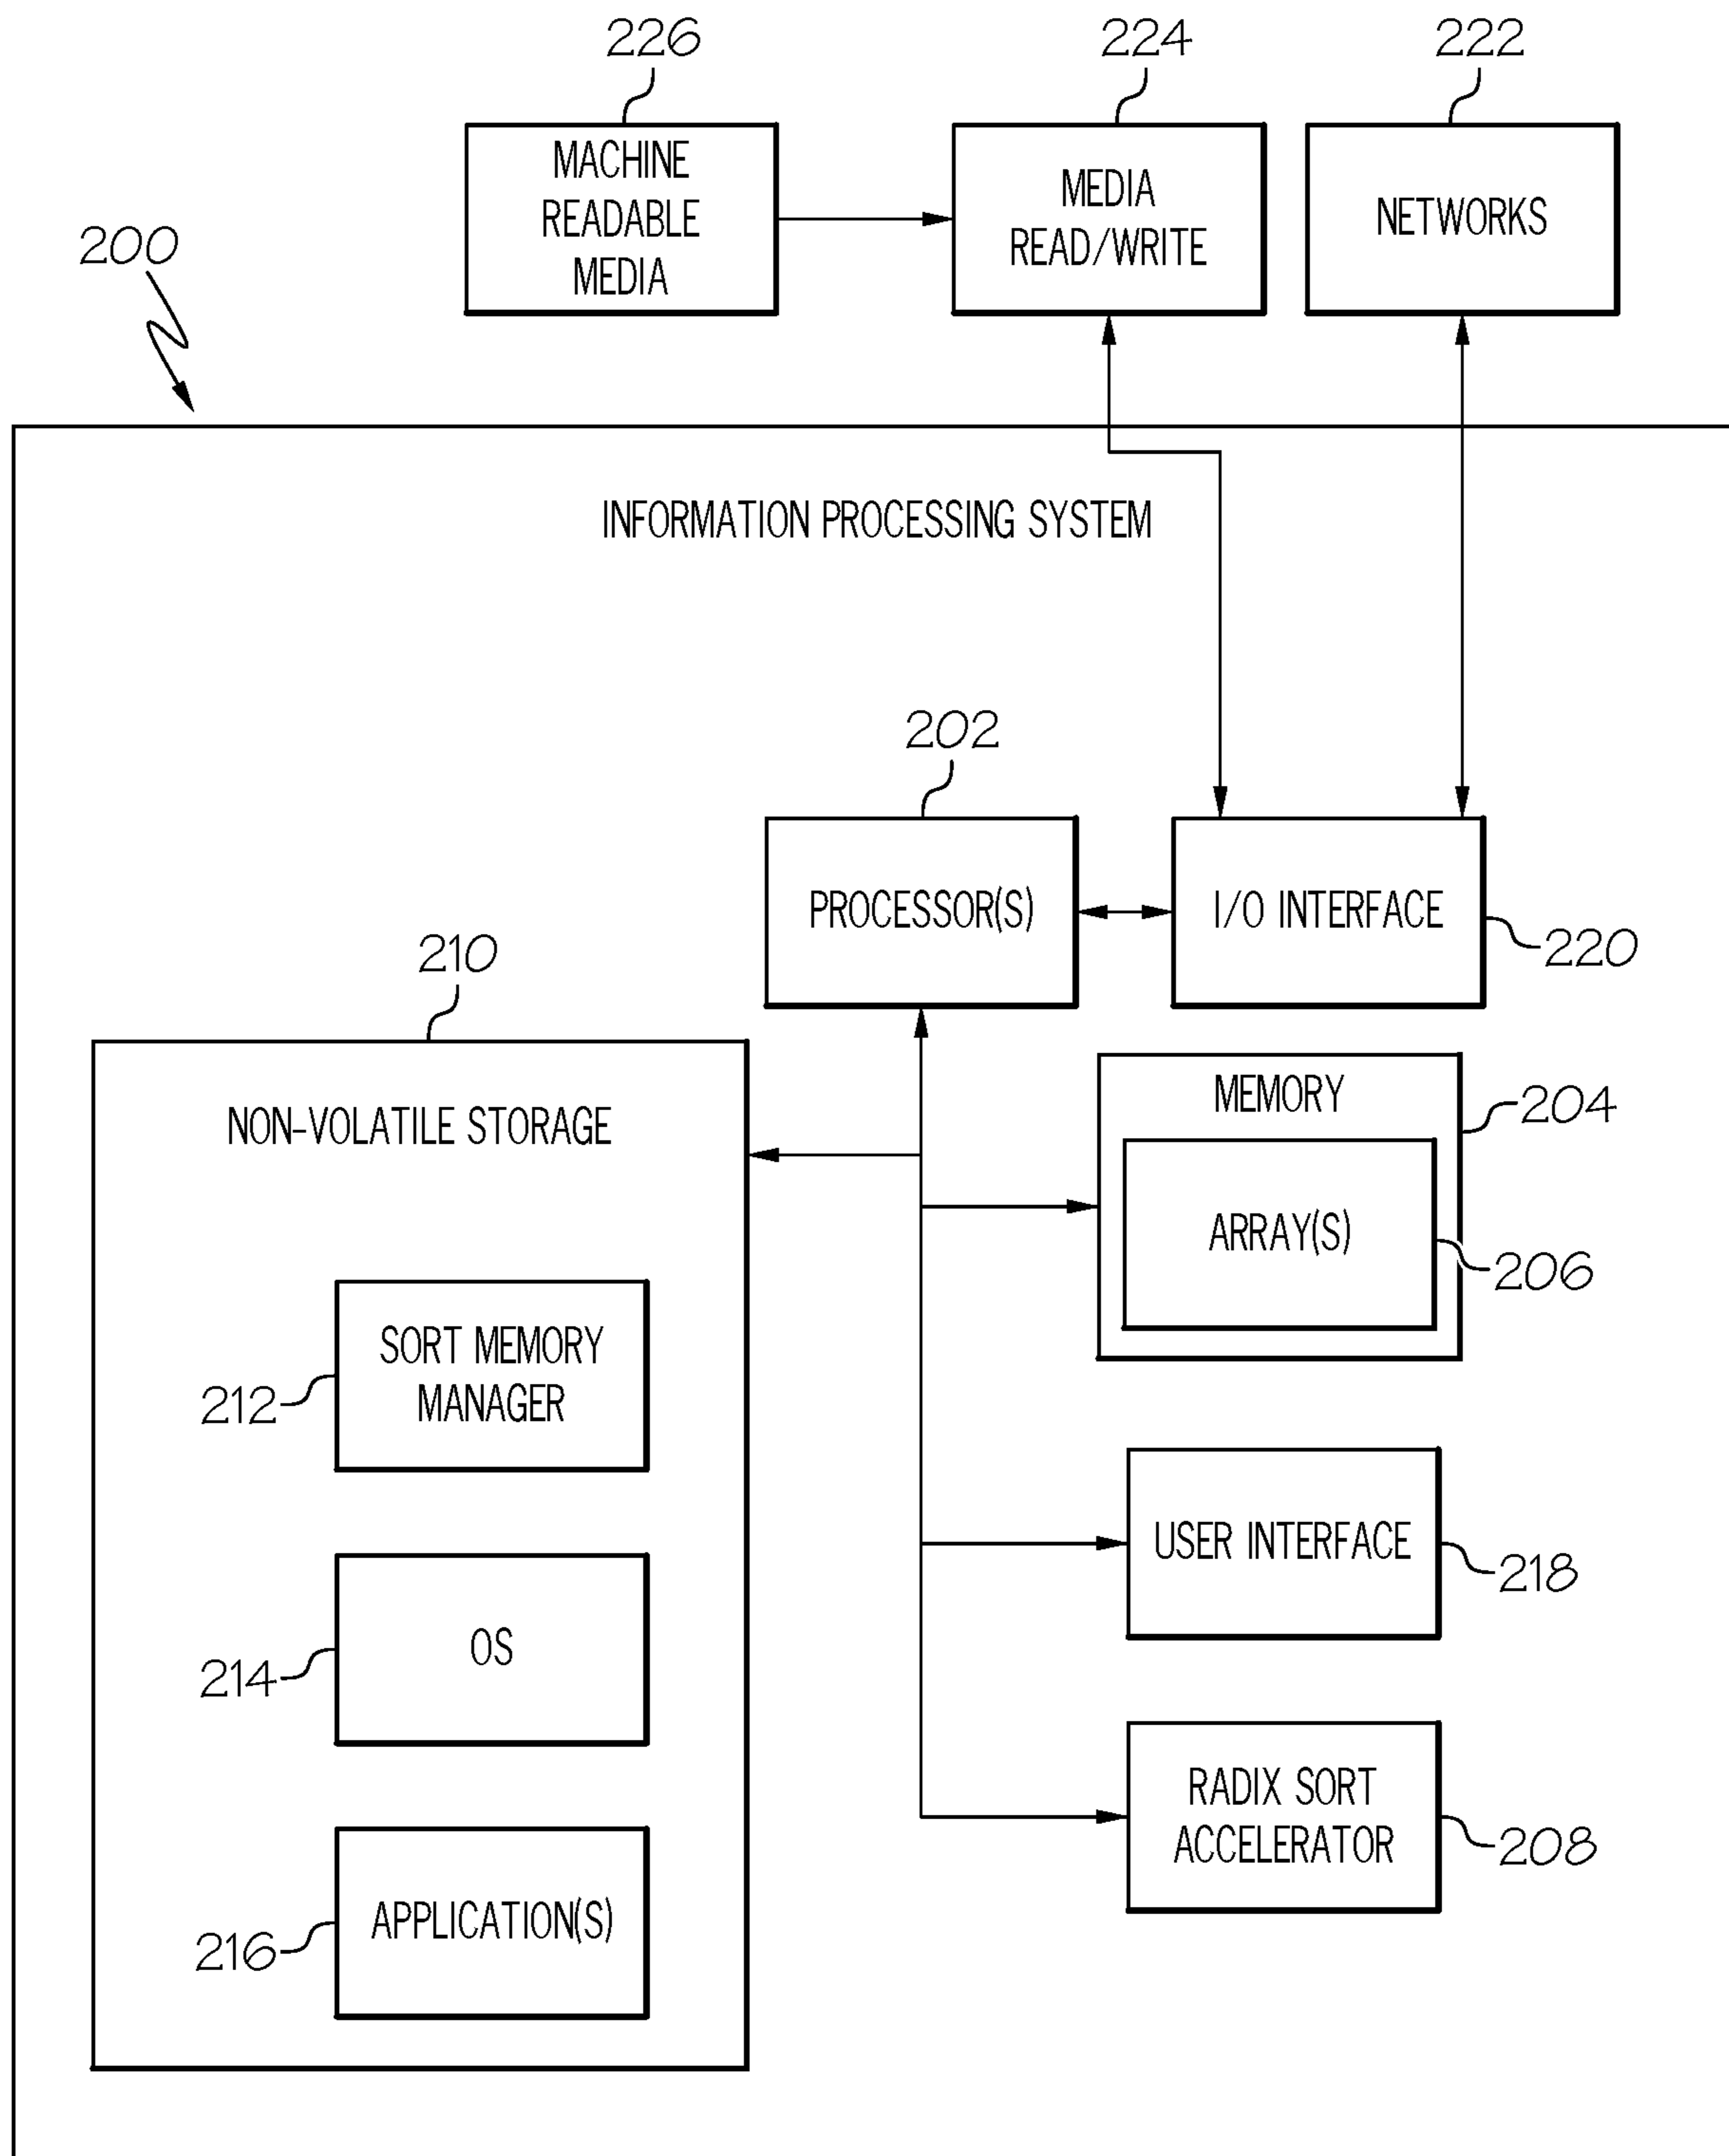 226
224
222
MACHINE
READABLE
MEDIA
MEDIA
READ/WRITE
NETWORKS
200
INFORMATION PROCESSING SYSTEM
202
PROCESSOR(S)
I/O INTERFACE
220
210
NON-VOLATILE STORAGE
MEMORY
204
ARRAY(S)
206
SORT MEMORY
MANAGER
212
USER INTERFACE
218
OS
214
RADIX SORT
ACCELERATOR
208
APPLICATION(S)
216